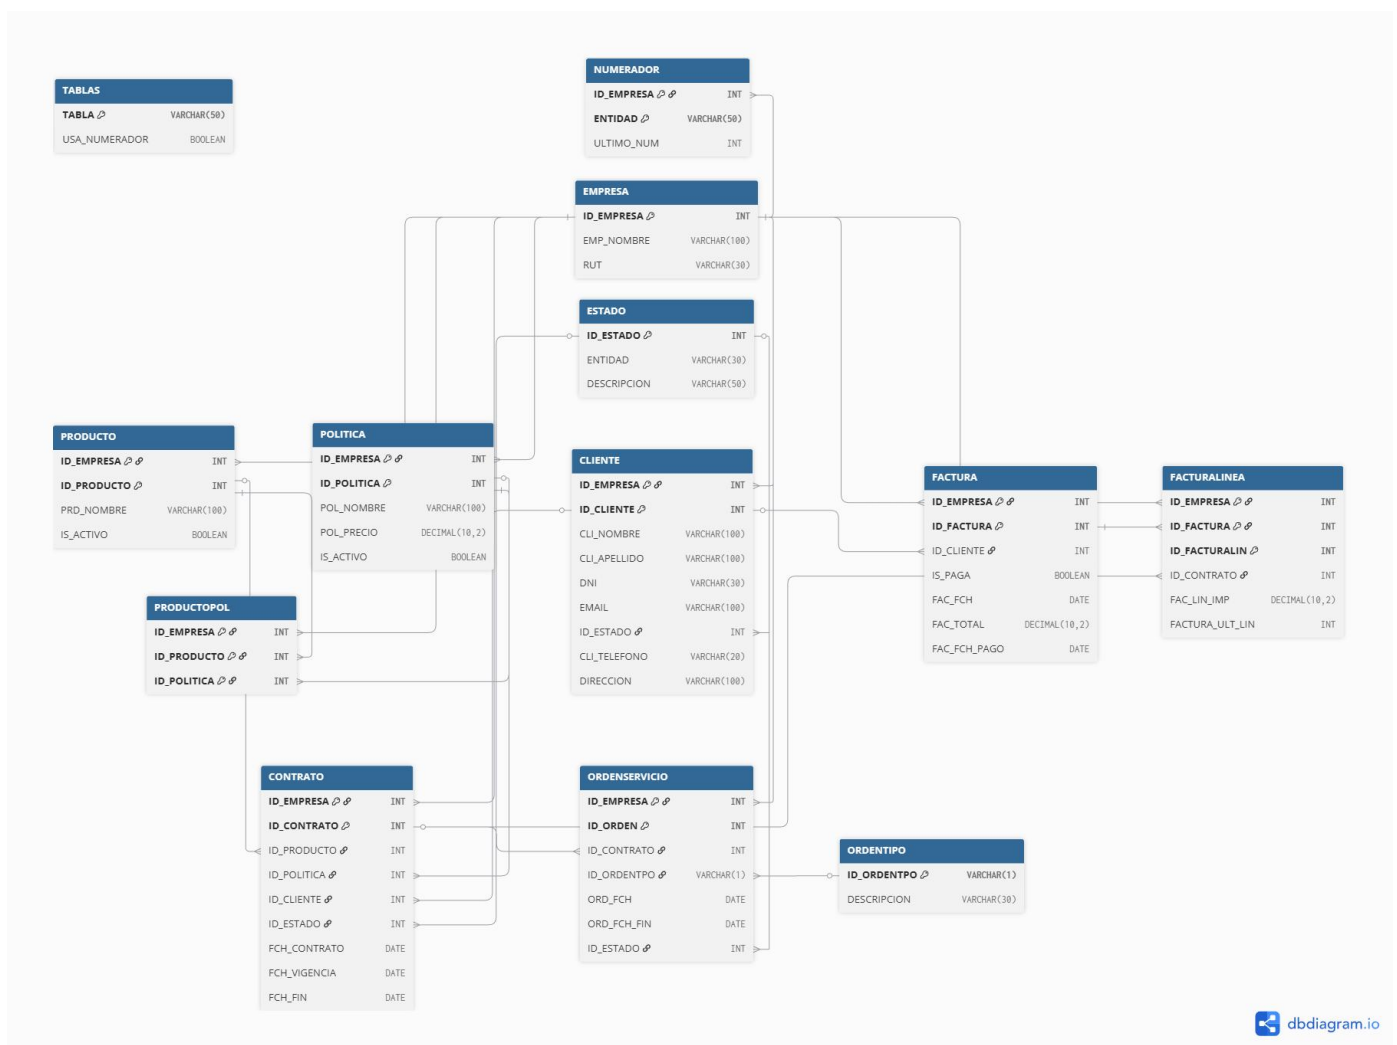 TABLAS
TABLA VARCHAR(50)
USA_NUMERADOR BOOLEAN
NUMERADOR
ID_EMPRESA INT
ENTIDAD VARCHAR(50)
ULTIMO_NUM INT
EMPRESA
ID_EMPRESA INT
EMP_NOMBRE VARCHAR(100)
RUT VARCHAR(30)
ESTADO
ID_ESTADO INT
ENTIDAD VARCHAR(30)
DESCRIPCION VARCHAR(50)
PRODUCTO
ID_EMPRESA INT
ID_PRODUCTO INT
PRD_NOMBRE VARCHAR(100)
IS_ACTIVO BOOLEAN
POLITICA
ID_EMPRESA INT
ID_POLITICA INT
POL_NOMBRE VARCHAR(100)
POL_PRECIO DECIMAL(10,2)
IS_ACTIVO BOOLEAN
CLIENTE
ID_EMPRESA INT
ID_CLIENTE INT
CLI_NOMBRE VARCHAR(100)
CLI_APELLIDO VARCHAR(100)
DNI VARCHAR(30)
EMAIL VARCHAR(100)
ID_ESTADO INT
CLI_TELEFONO VARCHAR(20)
DIRECCION VARCHAR(100)
FACTURA
ID_EMPRESA INT
ID_FACTURA INT
ID_CLIENTE INT
IS_PAGA BOOLEAN
FAC_FCH DATE
FAC_TOTAL DECIMAL(10,2)
FAC_FCH_PAGO DATE
FACTURALINEA
ID_EMPRESA INT
ID_FACTURA INT
ID_FACTURALIN INT
ID_CONTRATO INT
FAC_LIN_IMP DECIMAL(10,2)
FACTURA_ULT_LIN INT
PRODUCTOPOL
ID_EMPRESA INT
ID_PRODUCTO INT
ID_POLITICA INT
CONTRATO
ID_EMPRESA INT
ID_CONTRATO INT
ID_PRODUCTO INT
ID_POLITICA INT
ID_CLIENTE INT
ID_ESTADO INT
FCH_CONTRATO DATE
FCH_VIGENCIA DATE
FCH_FIN DATE
ORDENSERVICIO
ID_EMPRESA INT
ID_ORDEN INT
ID_CONTRATO INT
ID_ORDENTPO VARCHAR(1)
ORD_FCH DATE
ORD_FCH_FIN DATE
ID_ESTADO INT
ORDENTIPO
ID_ORDENTPO VARCHAR(1)
DESCRIPCION VARCHAR(30)
dbdiagram.io